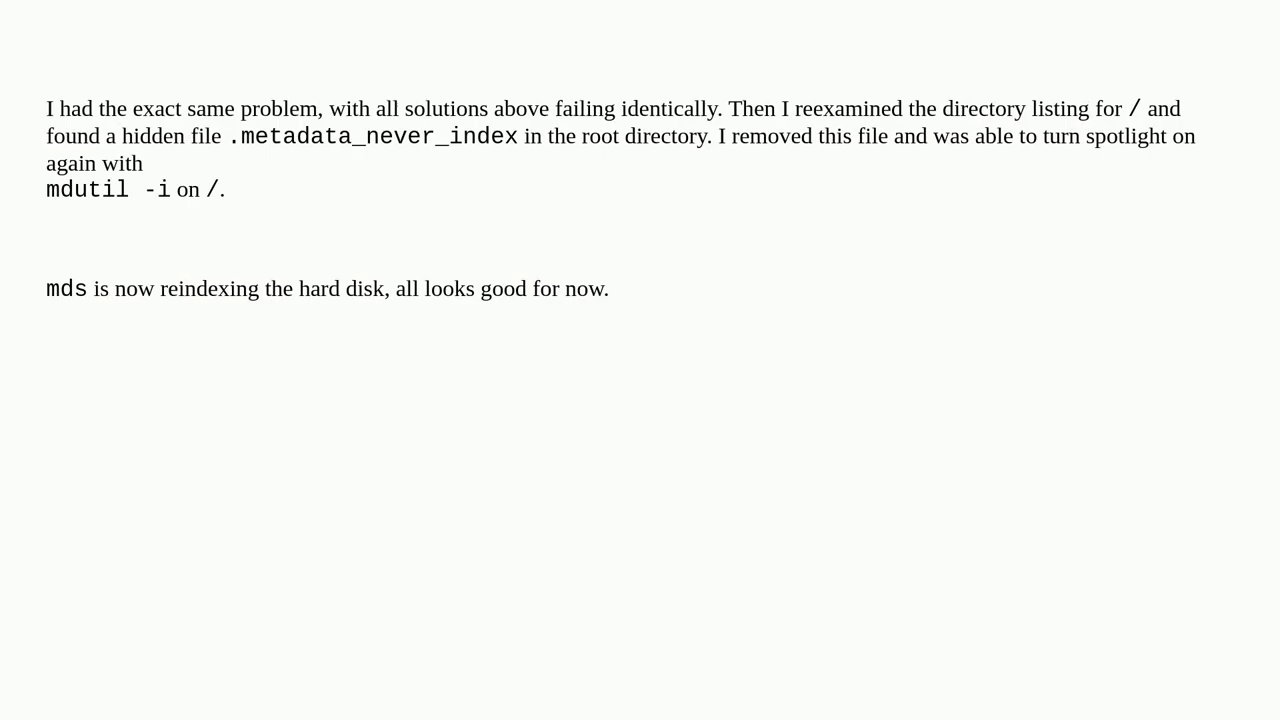 I had the exact same problem, with all solutions above failing identically. Then I reexamined the directory listing for / and
found a hidden file .metadata_never_index in the root directory. I removed this file and was able to turn spotlight on
again with
mdutil -i on /.
mds is now reindexing the hard disk, all looks good for now.